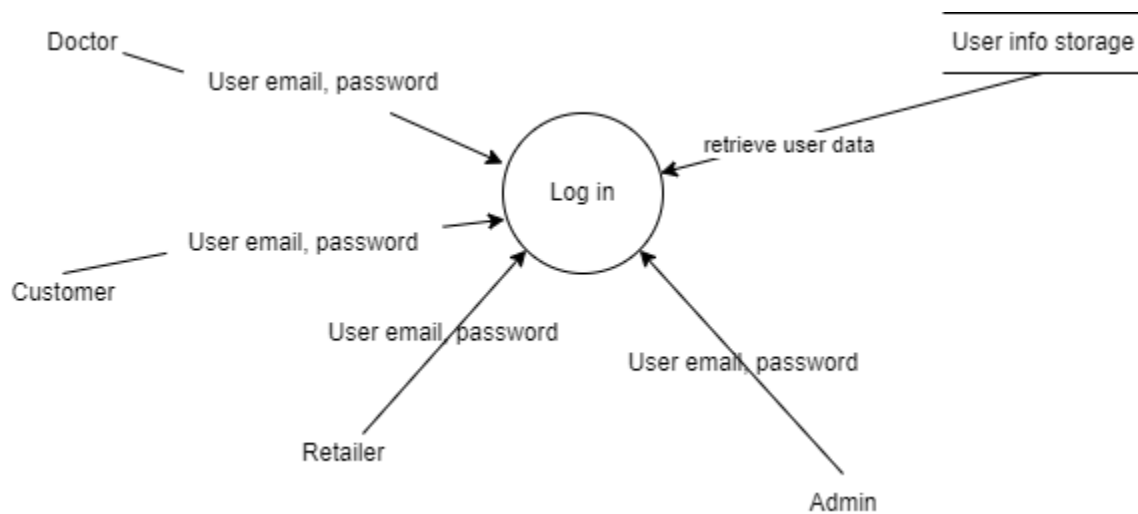 Doctor
User info storage
User email, password
retrieve user data
Log in
User email, password
Customer
User email, password
User email, password
Retailer
Admin